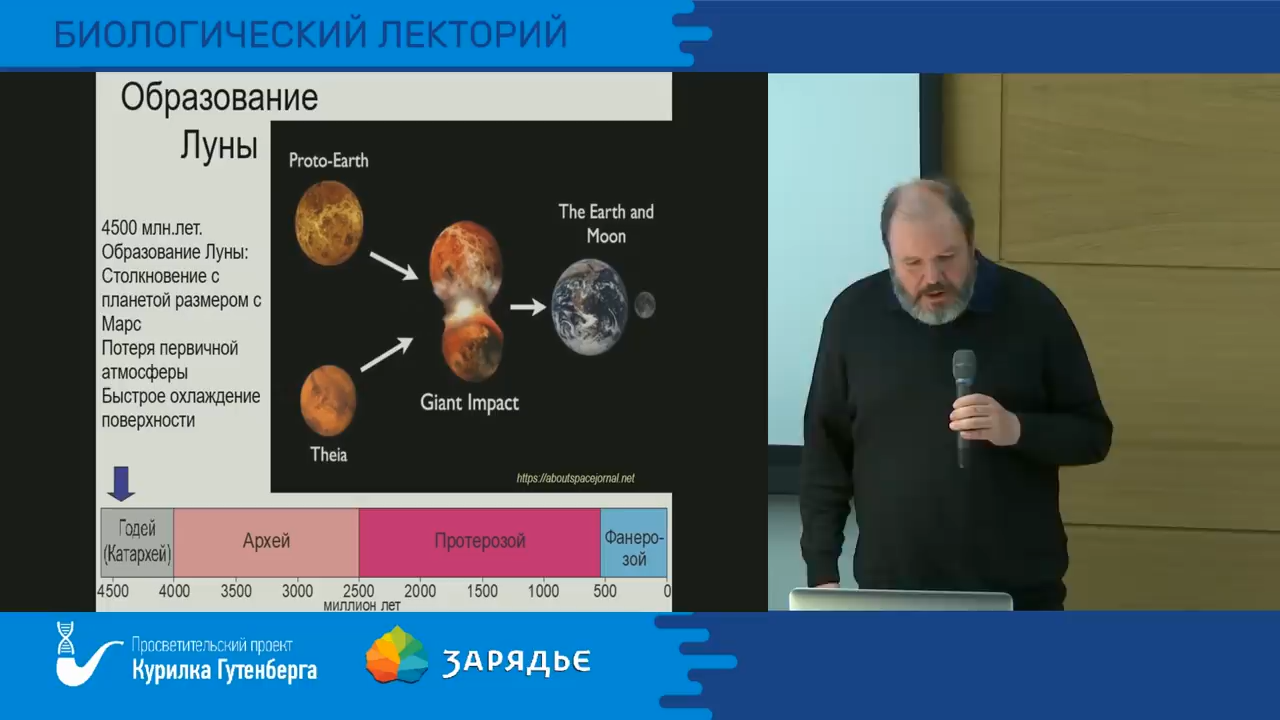 БИОЛОГИЧЕСКИЙ ЛЕКТОРИЙ
Образование
Луны
4500 млн.лет.
Образование Луны:
Столкновение с
планетой размером с
Марс
Потеря первичной
атмосферы
Быстрое охлаждение
поверхности
Proto-Earth
Theia
Giant Impact
The Earth and
Moon
https://aboutspacejornal.net
Годей
(Катархей)
Архей
Протерозой
Фанеро-
зой
4500 4000 3500 3000 2500 2000 1500 1000 500 0
миллион лет
Просветительский проект
Курилка Гутенберга
ЗАРЯДЬЕ